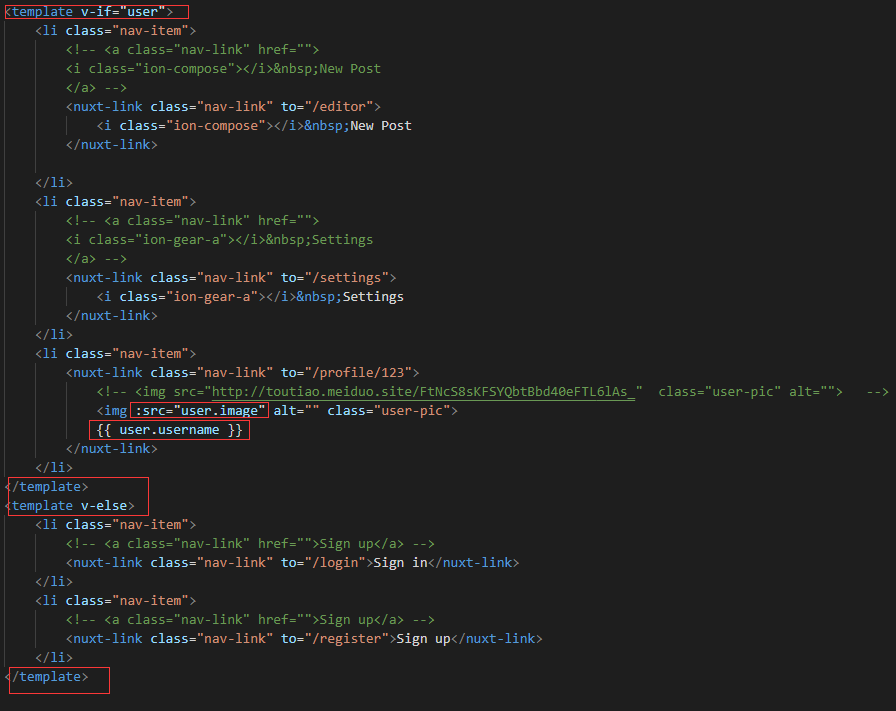 <template v-if="user">
<li class="nav-item">
<!-- <a class="nav-link" href="">
<i class="ion-compose"></i>&nbsp;New Post
</a> -->
<nuxt-link class="nav-link" to="/editor">
<i class="ion-compose"></i>&nbsp;New Post
</nuxt-link>
</li>
<li class="nav-item">
<!-- <a class="nav-link" href="">
<i class="ion-gear-a"></i>&nbsp;Settings
</a> -->
<nuxt-link class="nav-link" to="/settings">
<i class="ion-gear-a"></i>&nbsp;Settings
</nuxt-link>
</li>
<li class="nav-item">
<nuxt-link class="nav-link" to="/profile/123">
<!-- <img src="http://toutiao.meiduo.site/FtNcS8sKFSYQbtBbd40eFTL6lAs_" class="user-pic" alt=""> -->
<img :src="user.image" alt="" class="user-pic">
{{ user.username }}
</nuxt-link>
</li>
</template>
<template v-else>
<li class="nav-item">
<!-- <a class="nav-link" href="">Sign up</a> -->
<nuxt-link class="nav-link" to="/login">Sign in</nuxt-link>
</li>
<li class="nav-item">
<!-- <a class="nav-link" href="">Sign up</a> -->
<nuxt-link class="nav-link" to="/register">Sign up</nuxt-link>
</li>
</template>